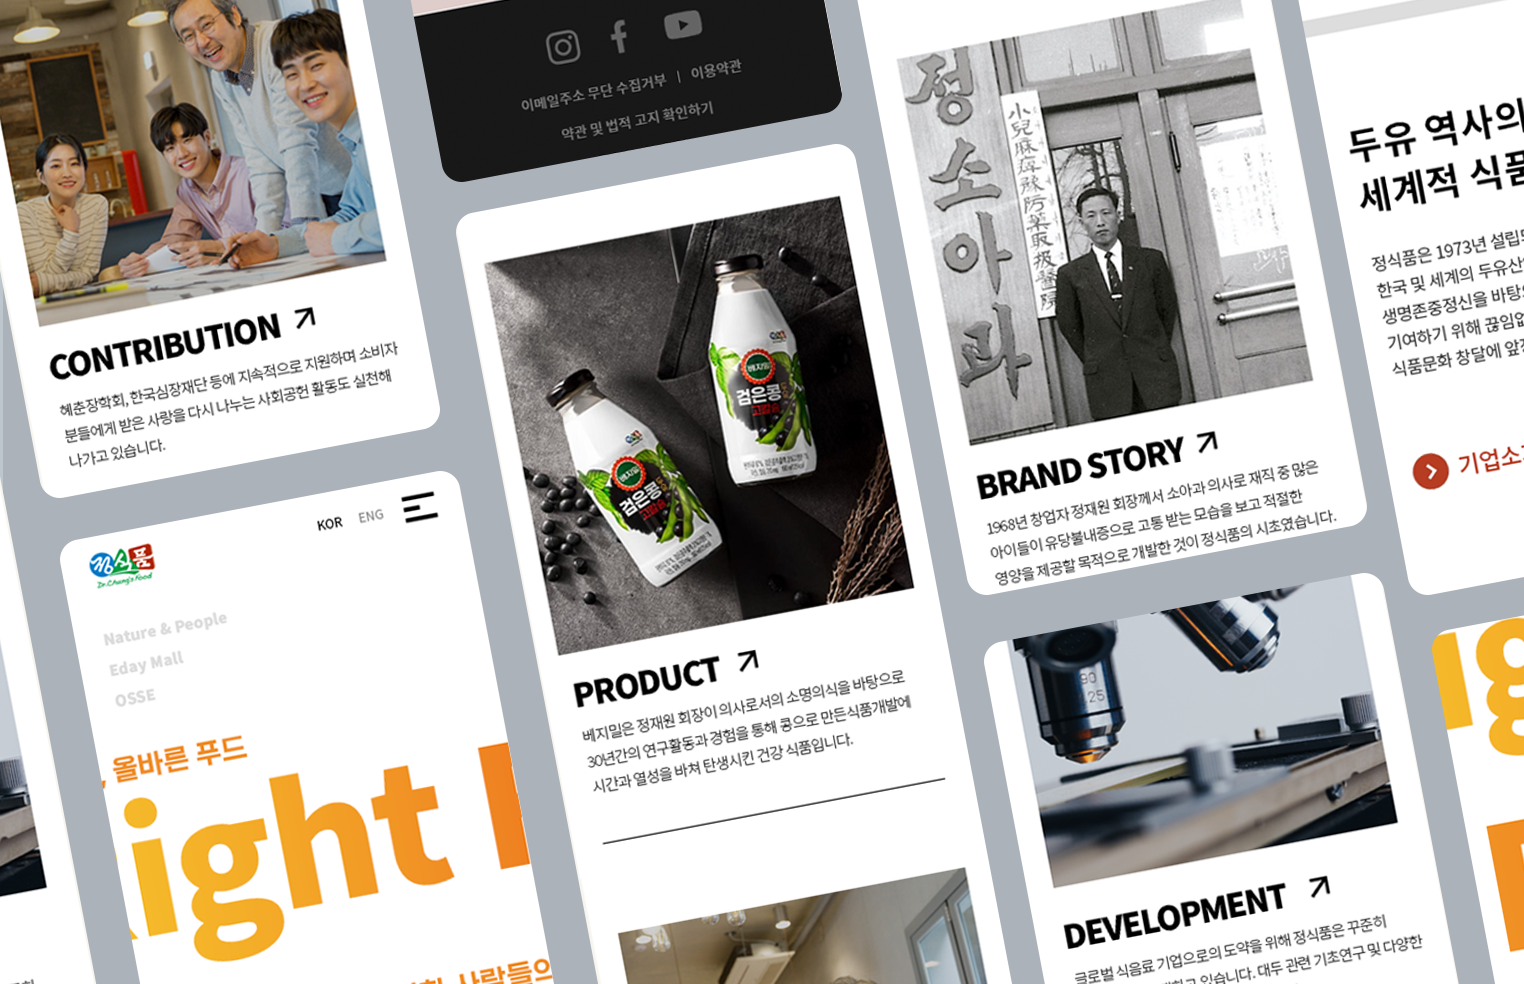 CONTRIBUTION
혜춘장학회, 한국심장재단 등에 지속적으로 지원하며 소비자
분들에게 받은 사랑을 다시 나누는 사회공헌 활동도 실천해
나가고 있습니다.
정식품
Dr.Chung's Food
KOR ENG
Nature & People
Eday Mall
OSSE
, 올바른 푸드
ight
사람들의
이메일주소 무단 수집거부 | 이용약관
약관 및 법적 고지 확인하기
베지밀
검은콩
고칼슘
베지밀
검은콩
고칼슘
PRODUCT
베지밀은 정재원 회장이 의사로서의 소명의식을 바탕으로
30년간의 연구활동과 경험을 통해 콩으로 만든식품개발에
시간과 열성을 바쳐 탄생시킨 건강 식품입니다.
정소아과
小兒麻痺豫防薬取扱醫院
BRAND STORY
1968년 창업자 정재원 회장께서 소아과 의사로 재직 중 많은
아이들이 유당불내증으로 고통 받는 모습을 보고 적절한
영양을 제공할 목적으로 개발한 것이 정식품의 시초였습니다.
90
25
DEVELOPMENT
글로벌 식음료 기업으로의 도약을 위해 정식품은 꾸준히
있습니다. 대두 관련 기초연구 및 다양한
두유 역사의
세계적 식품
정식품은 1973년 설립
한국 및 세계의 두유산
생명존중정신을 바탕
기여하기 위해 끊임없
식품문화 창달에 앞
기업소